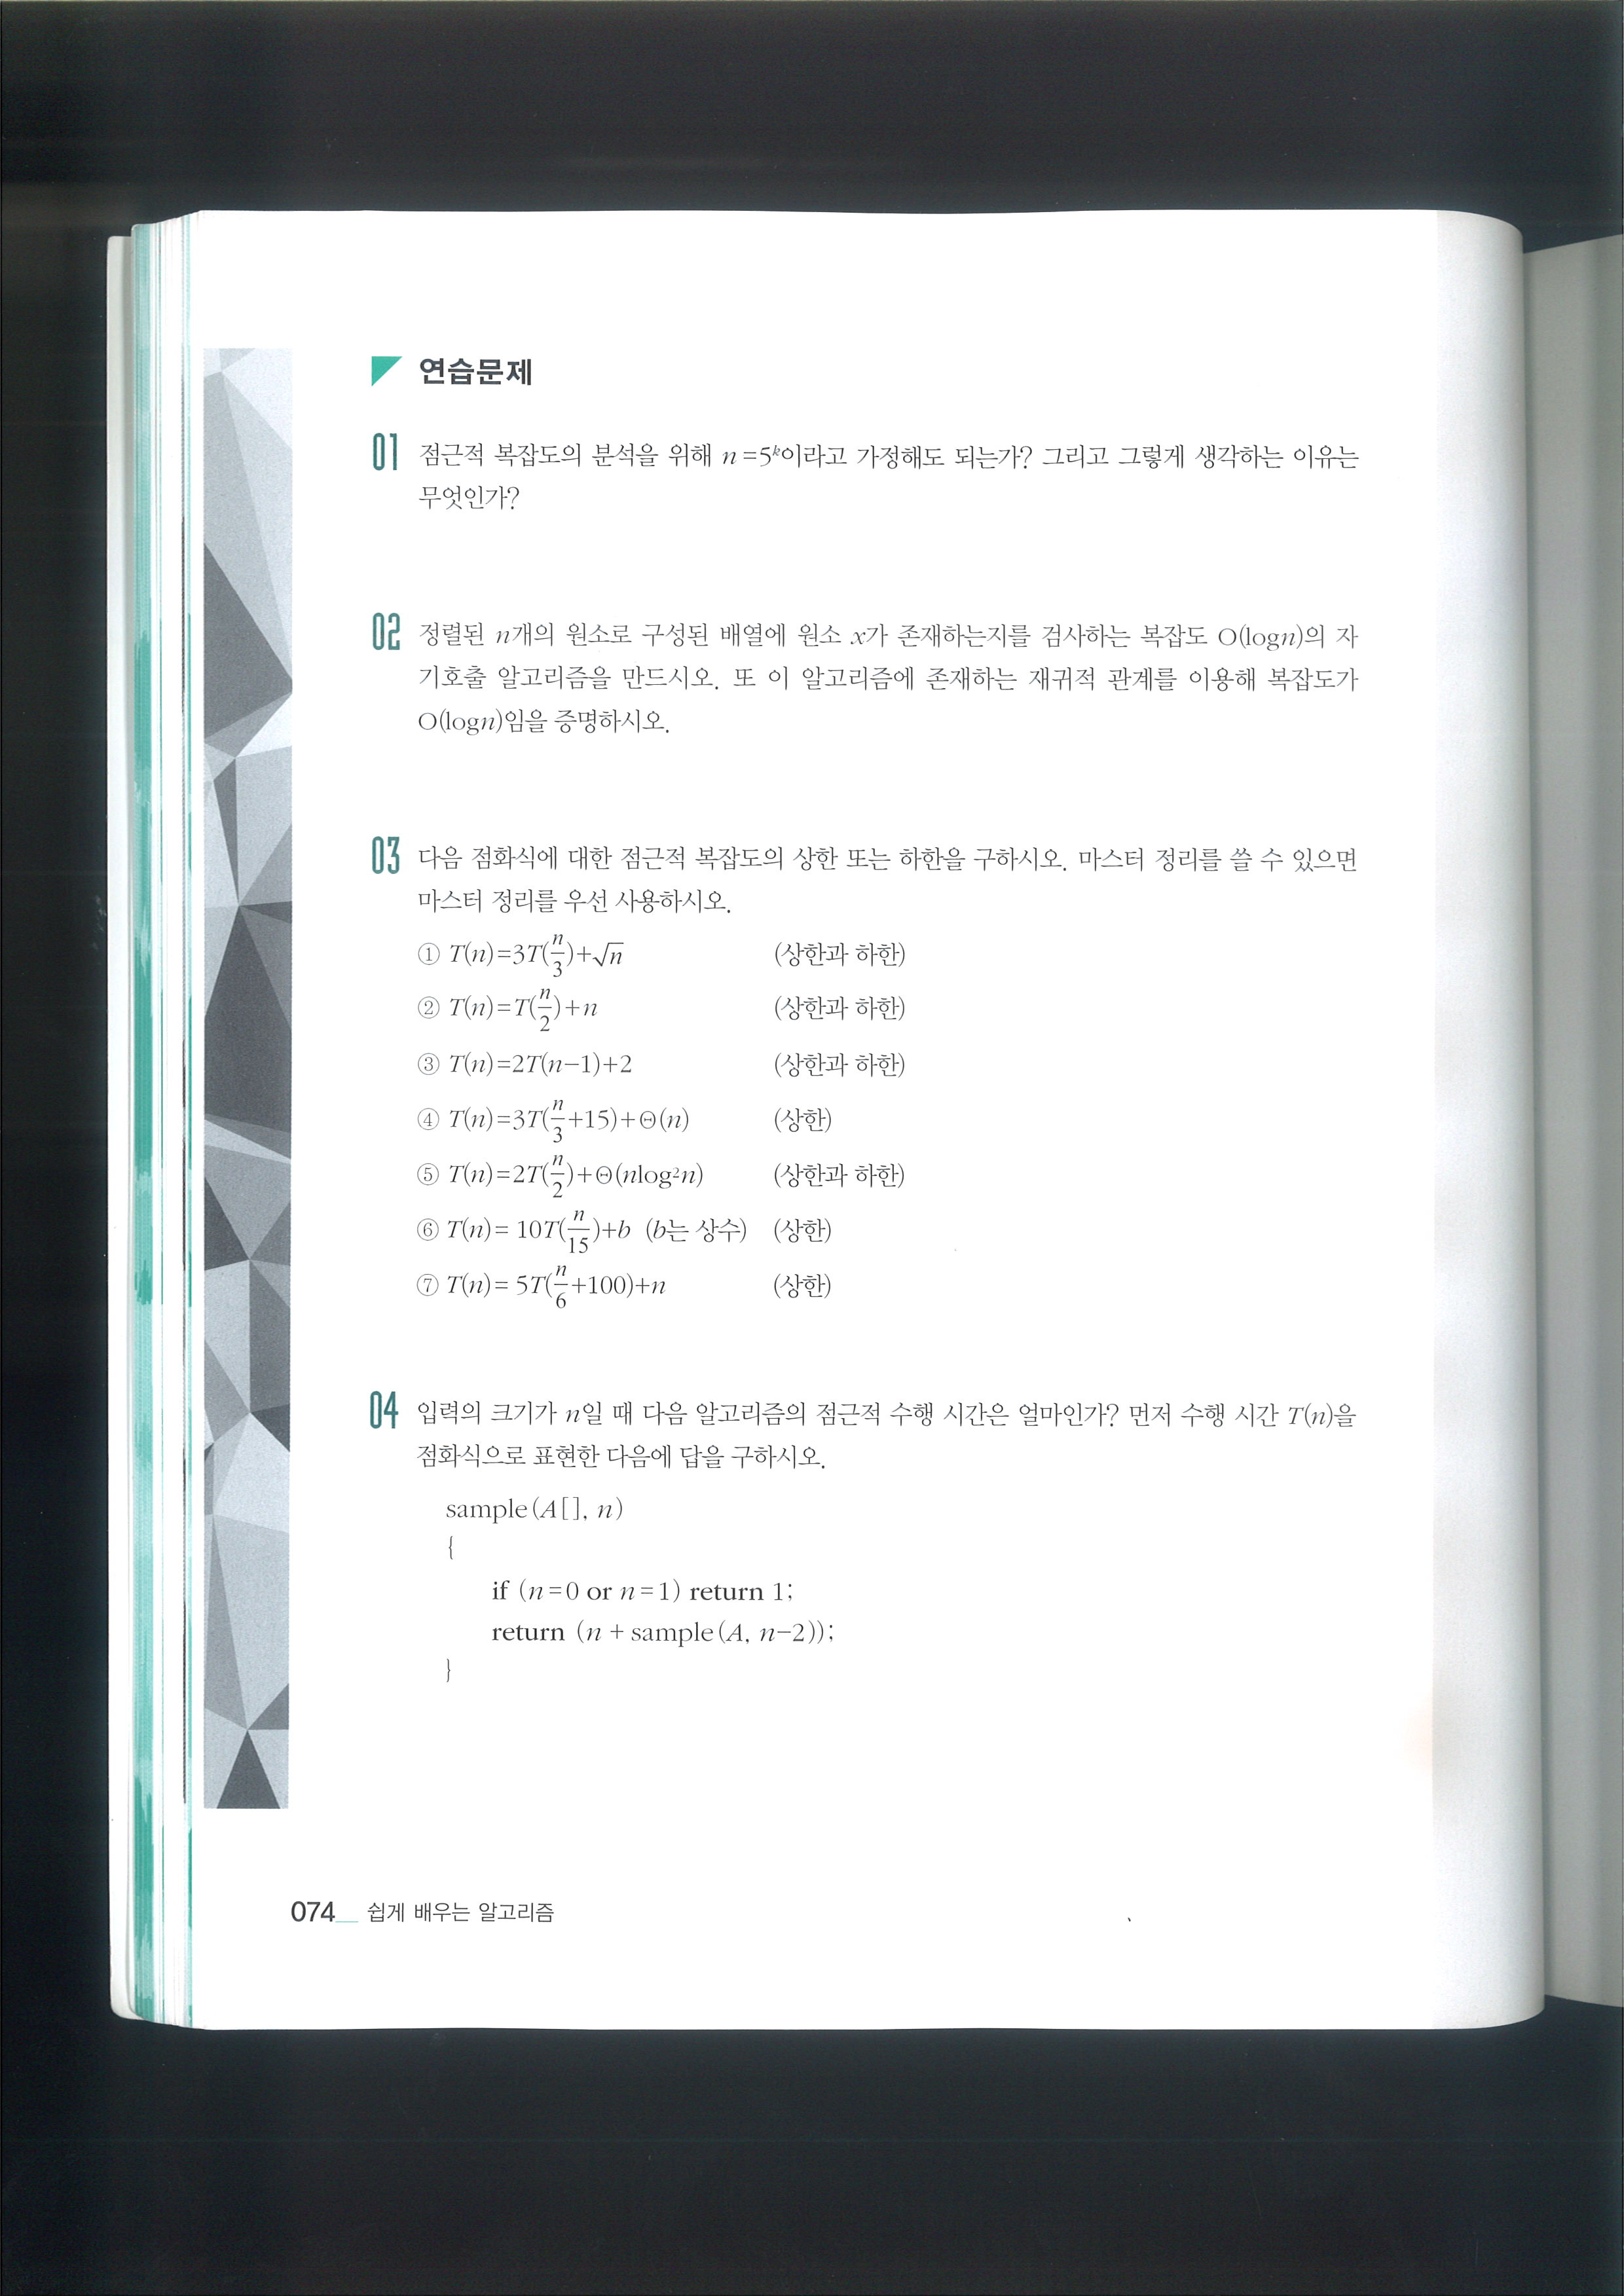 연습문제
01 점근적 복잡도의 분석을 위해 n=5ᵏ이라고 가정해도 되는가? 그리고 그렇게 생각하는 이유는
무엇인가?
02 정렬된 n개의 원소로 구성된 배열에 원소 x가 존재하는지를 검사하는 복잡도 O(logn)의 자
기호출 알고리즘을 만드시오. 또 이 알고리즘에 존재하는 재귀적 관계를 이용해 복잡도가
O(logn)임을 증명하시오.
03 다음 점화식에 대한 점근적 복잡도의 상한 또는 하한을 구하시오. 마스터 정리를 쓸 수 있으면
마스터 정리를 우선 사용하시오.
① T(n)=3T(n/3)+√n (상한과 하한)
② T(n)=T(n/2)+n (상한과 하한)
③ T(n)=2T(n−1)+2 (상한과 하한)
④ T(n)=3T(n/3+15)+Θ(n) (상한)
⑤ T(n)=2T(n/2)+Θ(nlog²n) (상한과 하한)
⑥ T(n)= 10T(n/15)+b (b는 상수) (상한)
⑦ T(n)= 5T(n/6+100)+n (상한)
04 입력의 크기가 n일 때 다음 알고리즘의 점근적 수행 시간은 얼마인가? 먼저 수행 시간 T(n)을
점화식으로 표현한 다음에 답을 구하시오.
sample(A[], n)
{
if (n=0 or n=1) return 1;
return (n + sample(A, n−2));
}
074_ 쉽게 배우는 알고리즘